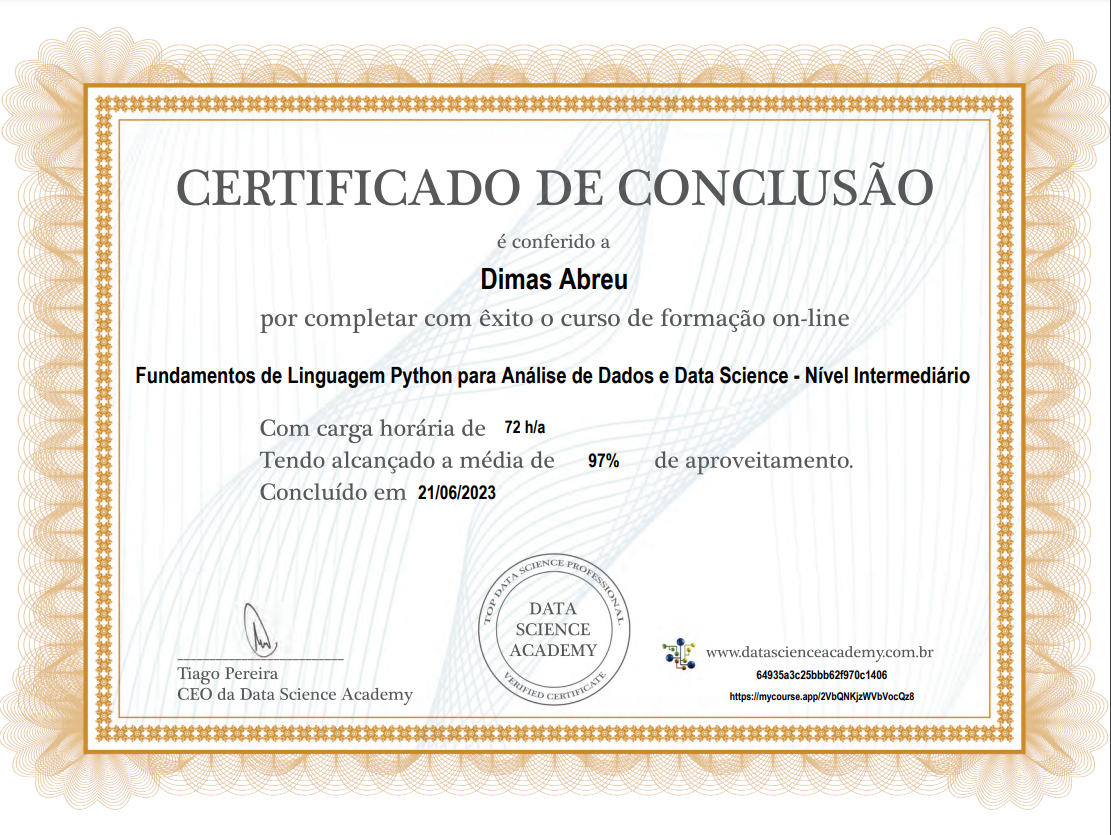 CERTIFICADO DE CONCLUSÃO
é conferido a
Dimas Abreu
por completar com êxito o curso de formação on-line
Fundamentos de Linguagem Python para Análise de Dados e Data Science - Nível Intermediário
Com carga horária de 72 h/a
Tendo alcançado a média de 97% de aproveitamento.
Concluído em 21/06/2023
TOP DATA SCIENCE PROFESSIONAL
DATA
SCIENCE
ACADEMY
VERIFIED CERTIFICATE
Tiago Pereira
CEO da Data Science Academy
www.datascienceacademy.com.br
64935a3c25bbb62f970c1406
https://mycourse.app/2VbQNKjzWVbVocQz8